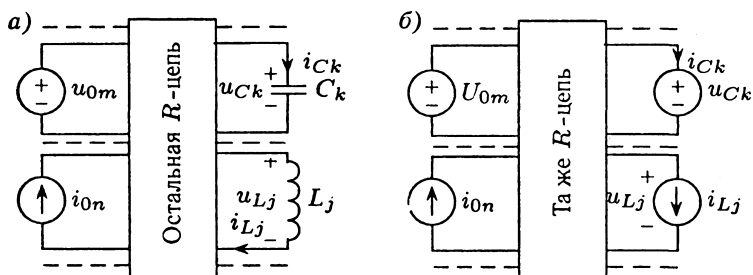 а)
u0m
i0n
Остальная R-цепь
iCk
+
uCk
Ck
−
+
uLj
Lj
iLj
−
б)
U0m
i0n
Та же R-цепь
iCk
+
uCk
−
+
uLj
iLj
−